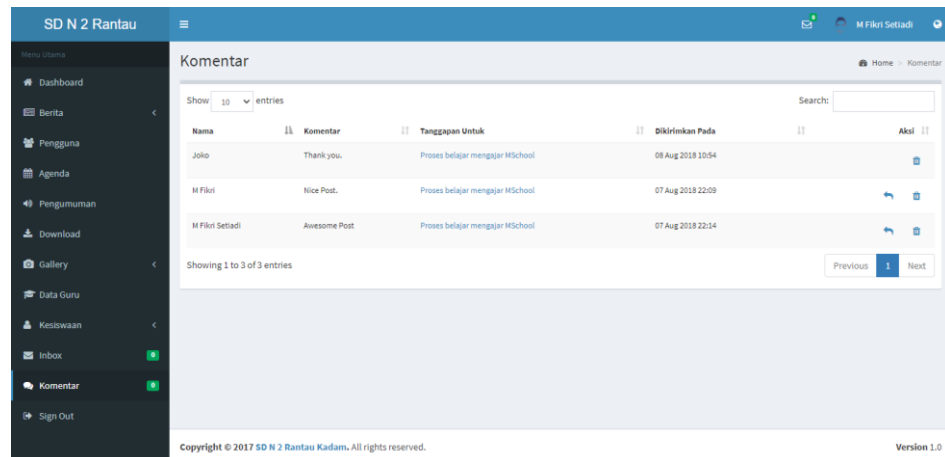 SD N 2 Rantau
0
M Fikri Setiadi
Menu Utama
Dashboard
Berita
Pengguna
Agenda
Pengumuman
Download
Gallery
Data Guru
Kesiswaan
Inbox 0
Komentar 0
Sign Out
Komentar
Home > Komentar
Show 10 entries
Search:
Nama Komentar Tanggapan Untuk Dikirimkan Pada Aksi
Joko Thank you. Proses belajar mengajar MSchool 08 Aug 2018 10:54
M Fikri Nice Post. Proses belajar mengajar MSchool 07 Aug 2018 22:09
M Fikri Setiadi Awesome Post Proses belajar mengajar MSchool 07 Aug 2018 22:14
Showing 1 to 3 of 3 entries
Previous 1 Next
Copyright © 2017 SD N 2 Rantau Kadam. All rights reserved.
Version 1.0